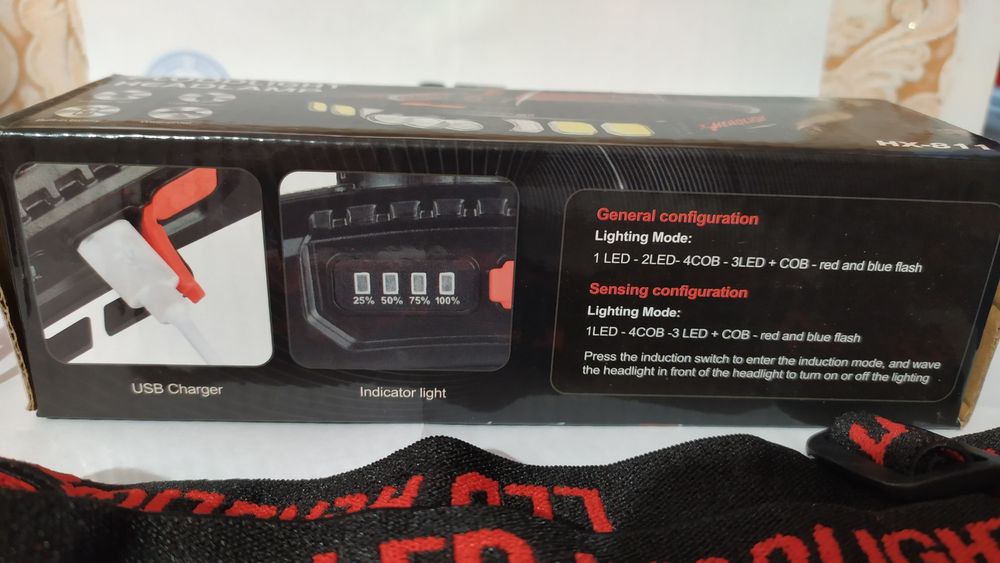 HEADLAMP
HX-811
General configuration
Lighting Mode:
1 LED - 2LED- 4COB - 3LED + COB - red and blue flash
Sensing configuration
Lighting Mode:
1LED - 4COB -3 LED + COB - red and blue flash
Press the induction switch to enter the induction mode, and wave
the headlight in front of the headlight to turn on or off the lighting
25% 50% 75% 100%
USB Charger
Indicator light
LED